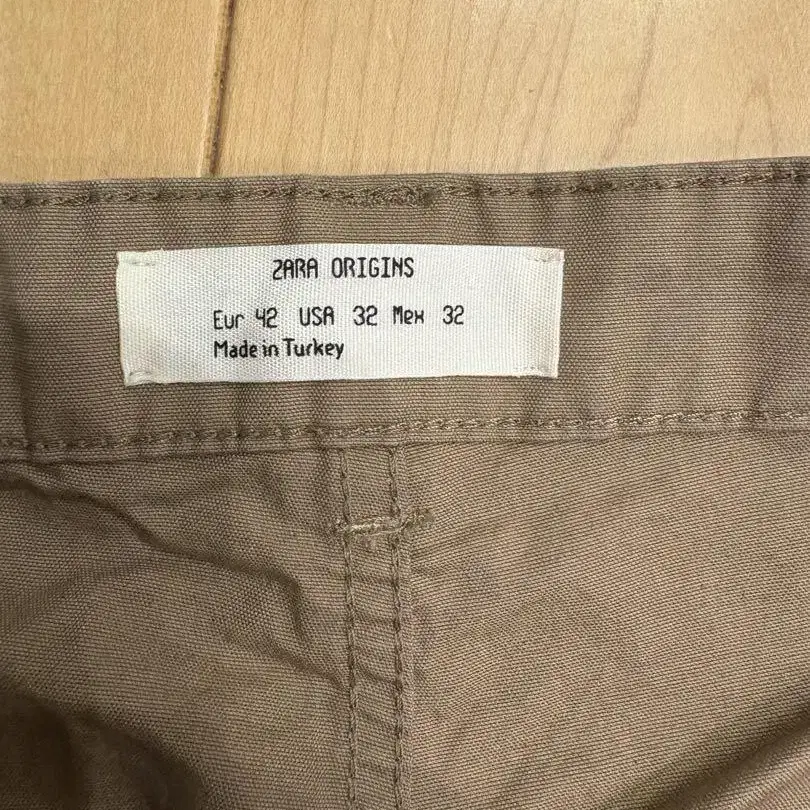 ZARA ORIGINS
Eur 42 USA 32 Mex 32
Made in Turkey